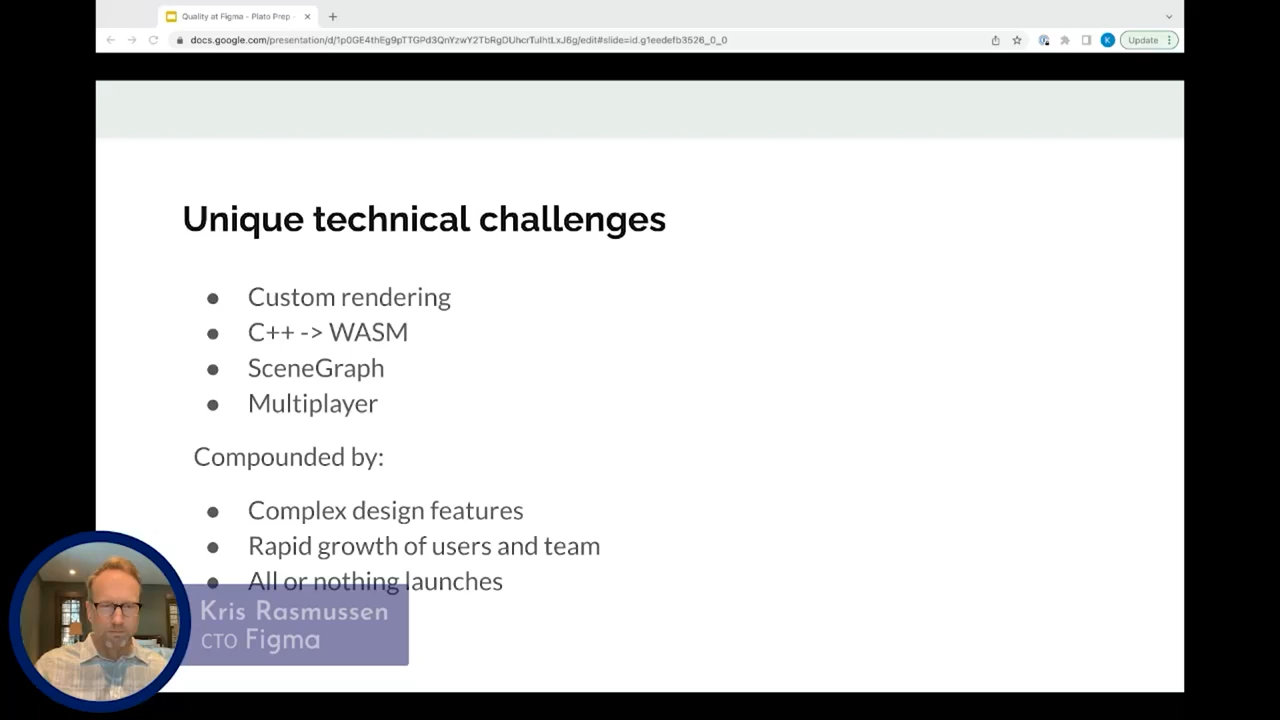 Quality at Figma - Plato Prep
docs.google.com/presentation/d/1p0GE4thEg9pTTGPd3QnYzwY2TbRgDUhcrTulhtLxJ6g/edit#slide=id.g1eedefb3526_0_0
K
Update
Unique technical challenges
● Custom rendering
● C++ -> WASM
● SceneGraph
● Multiplayer
Compounded by:
● Complex design features
● Rapid growth of users and team
● All or nothing launches
Kris Rasmussen
CTO Figma